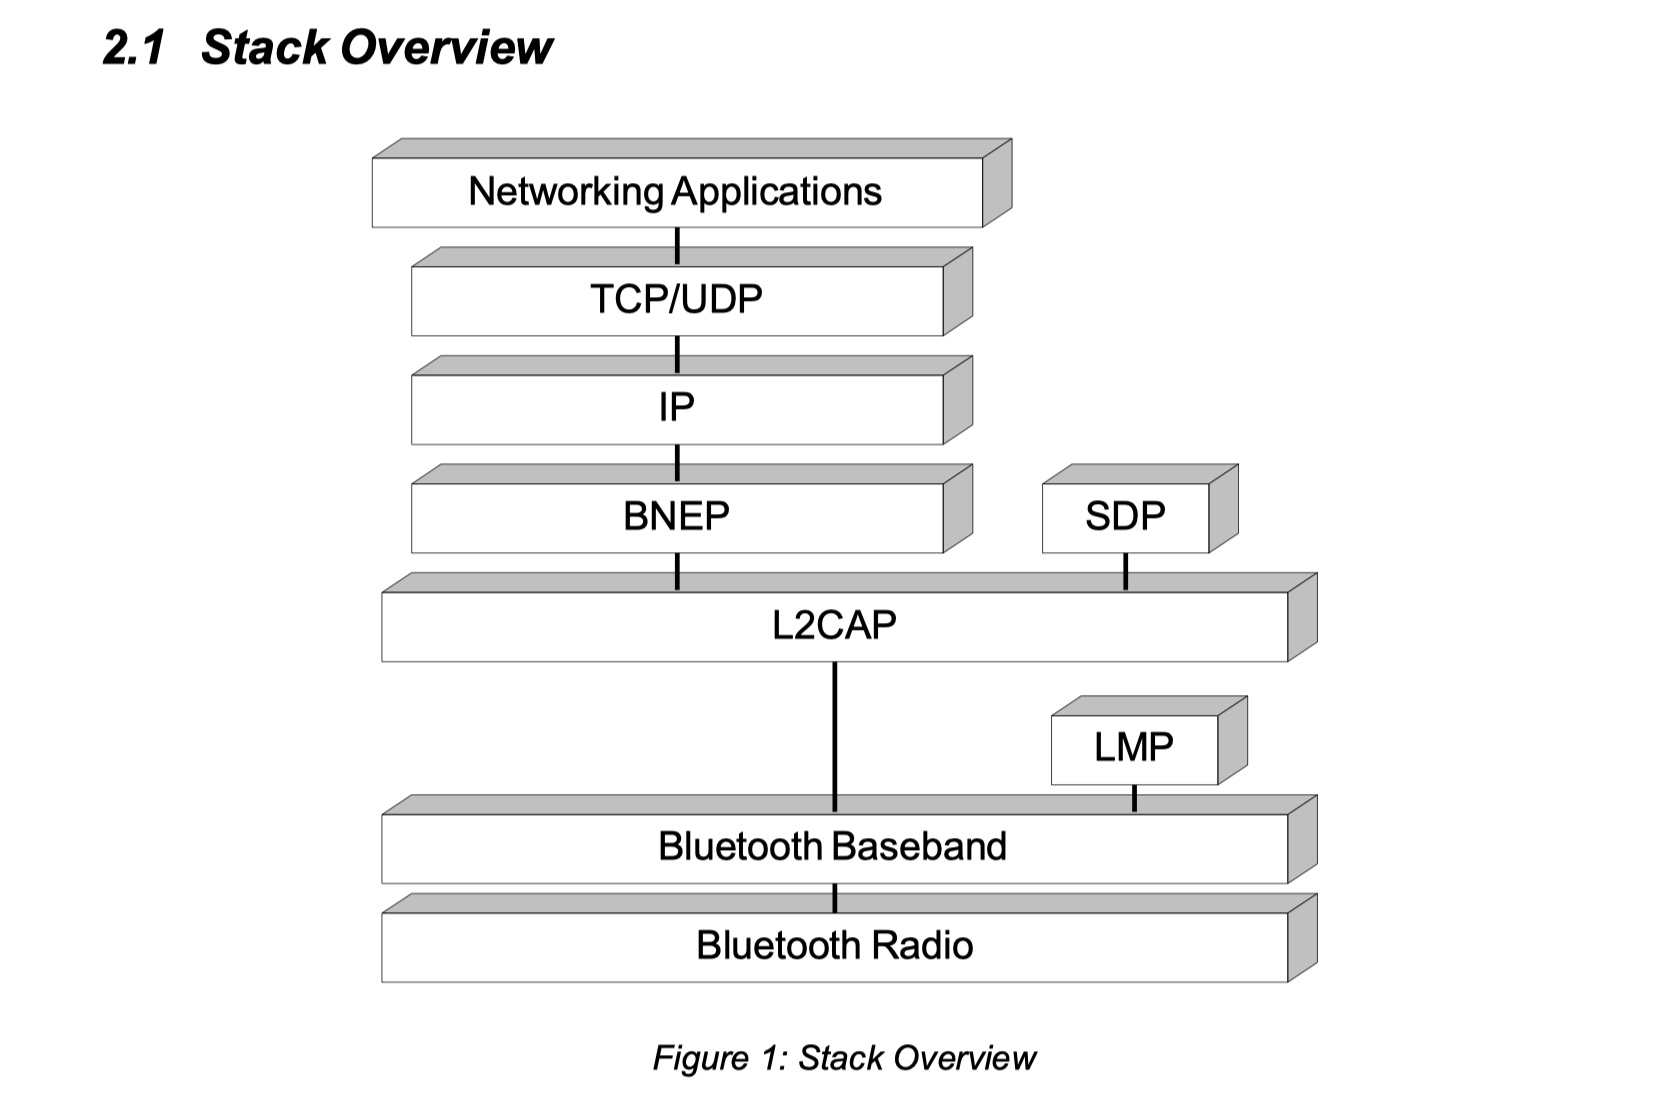 2.1 Stack Overview
Networking Applications
TCP/UDP
IP
BNEP
SDP
L2CAP
LMP
Bluetooth Baseband
Bluetooth Radio
Figure 1: Stack Overview